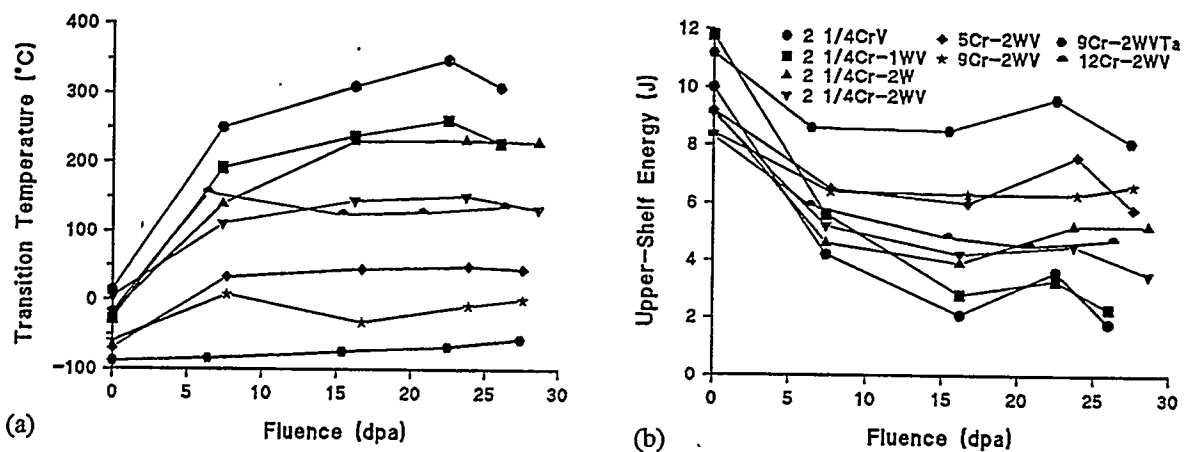 400
300
200
100
0
−100
0 5 10 15 20 25 30
Transition Temperature (°C)
Fluence (dpa)
(a)
12
10
8
6
4
2
0
0 5 10 15 20 25 30
Upper−Shelf Energy (J)
Fluence (dpa)
(b)
2 1/4CrV
2 1/4Cr−1WV
2 1/4Cr−2W
2 1/4Cr−2WV
5Cr−2WV
9Cr−2WV
9Cr−2WVTa
12Cr−2WV